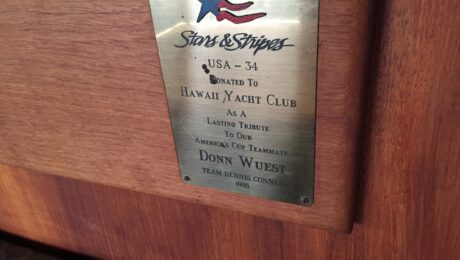 Stars & Stripes
USA - 34
Donated To
Hawaii Yacht Club
As A
Lasting Tribute
To Our
America's Cup Teammate
Donn Wuest
Team Dennis Conner
1995